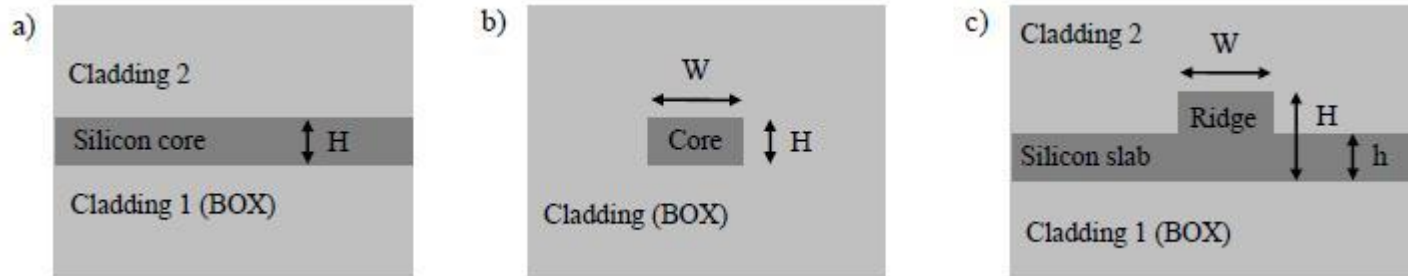 a)
Cladding 2
Silicon core
H
Cladding 1 (BOX)
b)
W
Core
H
Cladding (BOX)
c)
Cladding 2
W
Ridge
H
Silicon slab
h
Cladding 1 (BOX)